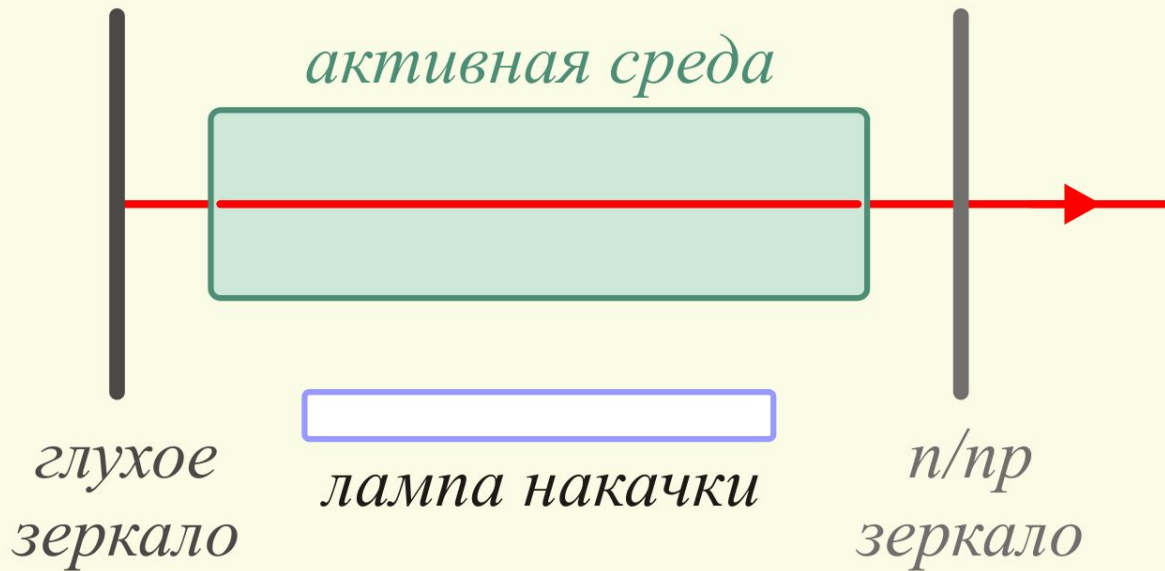 активная среда
глухое
зеркало
лампа накачки
п/пр
зеркало